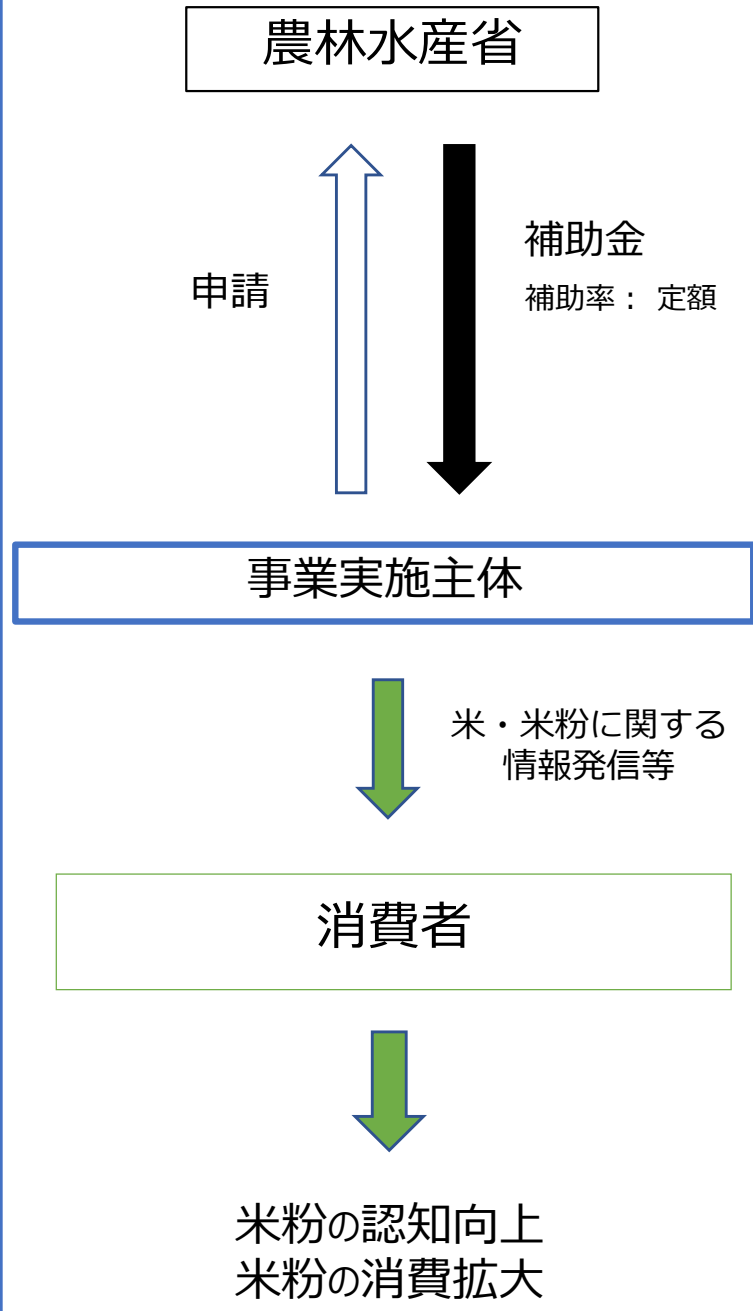 農林水産省
補助金
申請
補助率： 定額
事業実施主体
米・米粉に関する
情報発信等
消費者
米粉の認知向上
米粉の消費拡大